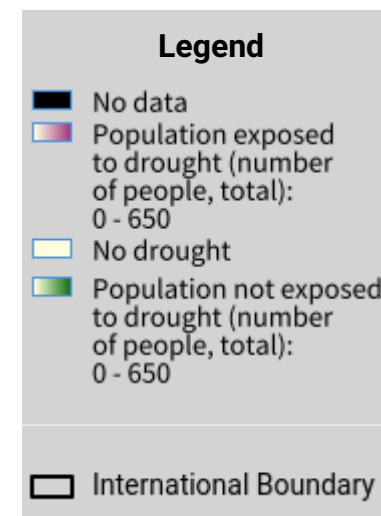 Legend
No data
Population exposed
to drought (number
of people, total):
0 - 650
No drought
Population not exposed
to drought (number
of people, total):
0 - 650
International Boundary